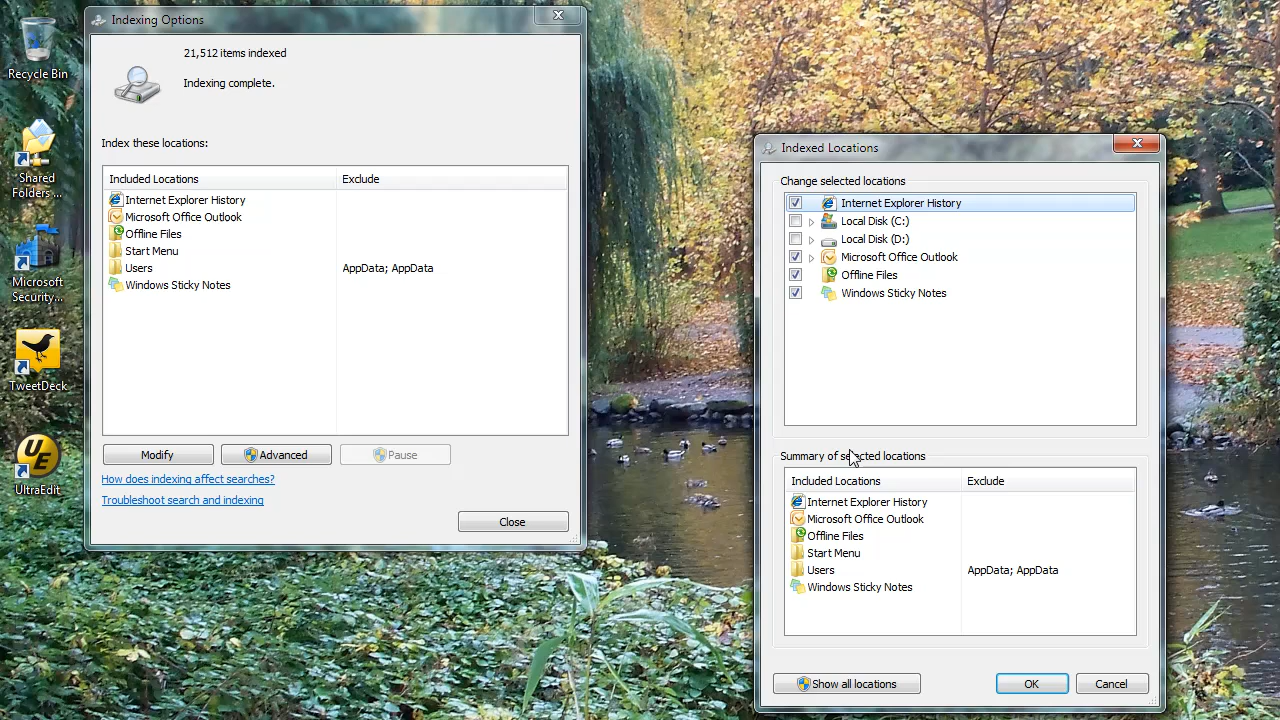 Recycle Bin
Shared
Folders ...
Microsoft
Security...
TweetDeck
UE
UltraEdit
Indexing Options
21,512 items indexed
Indexing complete.
Index these locations:
Included Locations Exclude
Internet Explorer History
Microsoft Office Outlook
Offline Files
Start Menu
Users AppData; AppData
Windows Sticky Notes
Modify Advanced Pause
How does indexing affect searches?
Troubleshoot search and indexing
Close
Indexed Locations
Change selected locations
Internet Explorer History
Local Disk (C:)
Local Disk (D:)
Microsoft Office Outlook
Offline Files
Windows Sticky Notes
Summary of selected locations
Included Locations Exclude
Internet Explorer History
Microsoft Office Outlook
Offline Files
Start Menu
Users AppData; AppData
Windows Sticky Notes
Show all locations OK Cancel